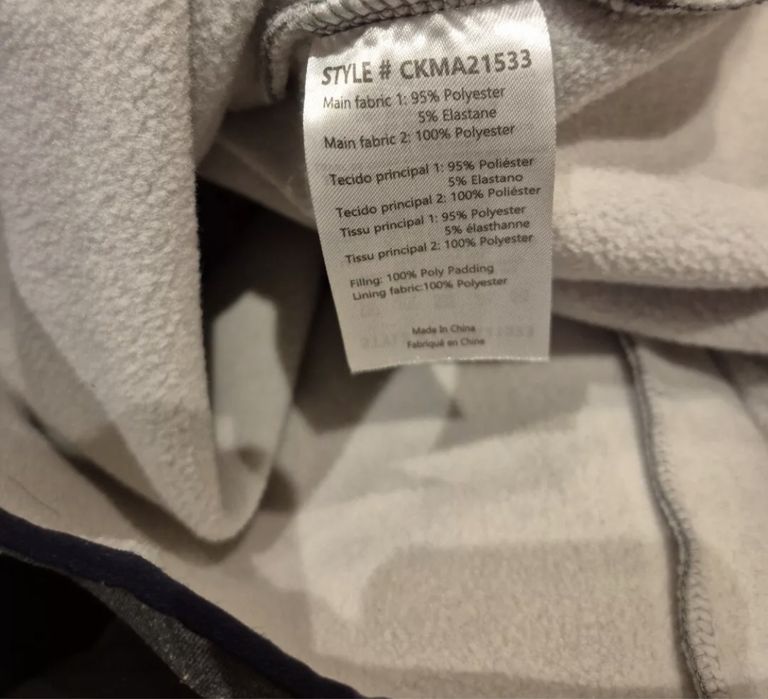 STYLE # CKMA21533
Main fabric 1: 95% Polyester
5% Elastane
Main fabric 2: 100% Polyester
Tecido principal 1: 95% Poliéster
5% Elastano
Tecido principal 2: 100% Poliéster
Tissu principal 1: 95% Polyester
5% élasthanne
Tissu principal 2: 100% Polyester
Fillng: 100% Poly Padding
Lining fabric:100% Polyester
Made In China
Fabriqué en Chine